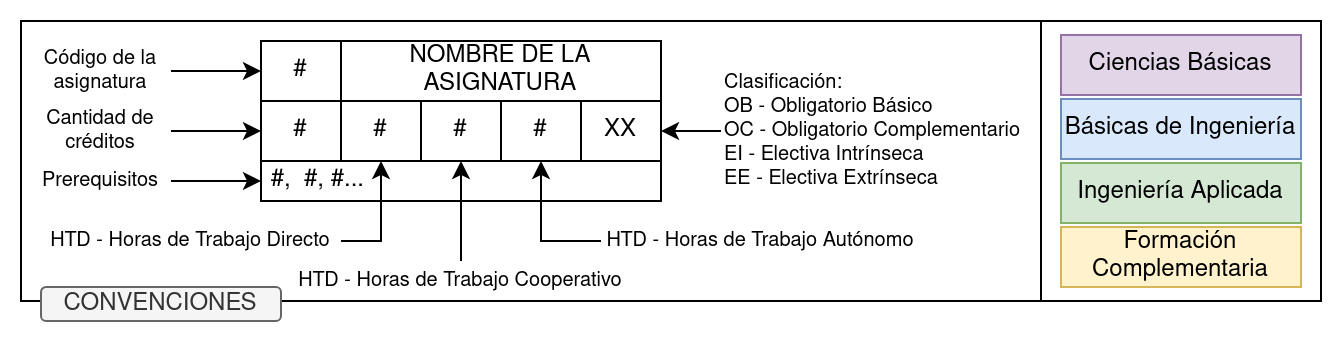 Código de la
asignatura
#
NOMBRE DE LA
ASIGNATURA
Cantidad de
créditos
#
#
#
#
XX
Prerequisitos
#, #, #...
Clasificación:
OB - Obligatorio Básico
OC - Obligatorio Complementario
EI - Electiva Intrínseca
EE - Electiva Extrínseca
HTD - Horas de Trabajo Directo
HTD - Horas de Trabajo Autónomo
HTD - Horas de Trabajo Cooperativo
CONVENCIONES
Ciencias Básicas
Básicas de Ingeniería
Ingeniería Aplicada
Formación
Complementaria